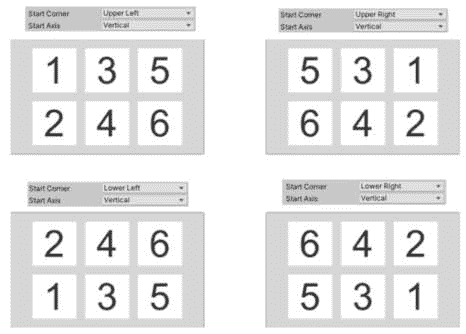 Start Corner Upper Left
Start Axis Vertical
1 3 5
2 4 6
Start Corner Upper Right
Start Axis Vertical
5 3 1
6 4 2
Start Corner Lower Left
Start Axis Vertical
2 4 6
1 3 5
Start Corner Lower Right
Start Axis Vertical
6 4 2
5 3 1